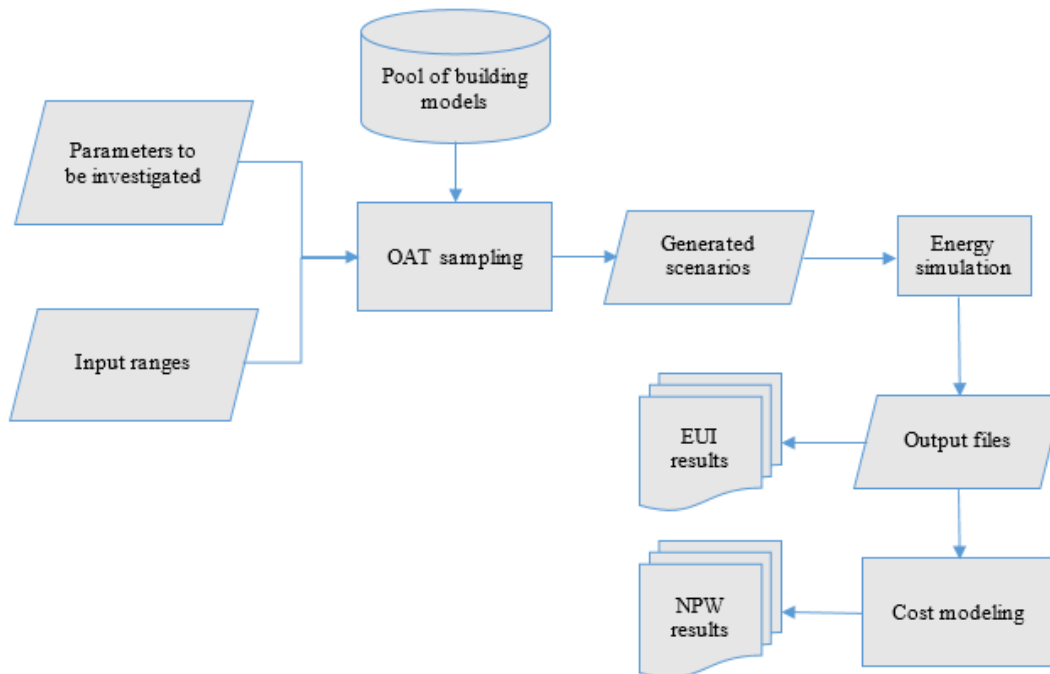 Pool of building
models
Parameters to
be investigated
OAT sampling
Generated
scenarios
Energy
simulation
Input ranges
EUI
results
Output files
NPW
results
Cost modeling